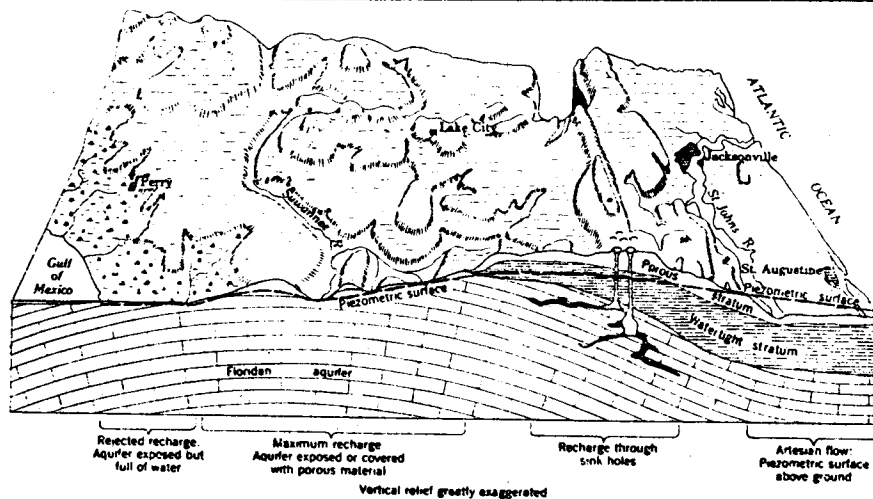 ATLANTIC
OCEAN
Lake City
Jacksonville
Perry
Suwannee R.
St Johns R.
Gulf
of
Mexico
St. Augustine
Porous
stratum
Piezometric surface
Piezometric surface
Watertight stratum
Floridan aquifer
Rejected recharge.
Aquifer exposed but
full of water
Maximum recharge
Aquifer exposed or covered
with porous material
Recharge through
sink holes
Artesian flow:
Piezometric surface
above ground
Vertical relief greatly exaggerated